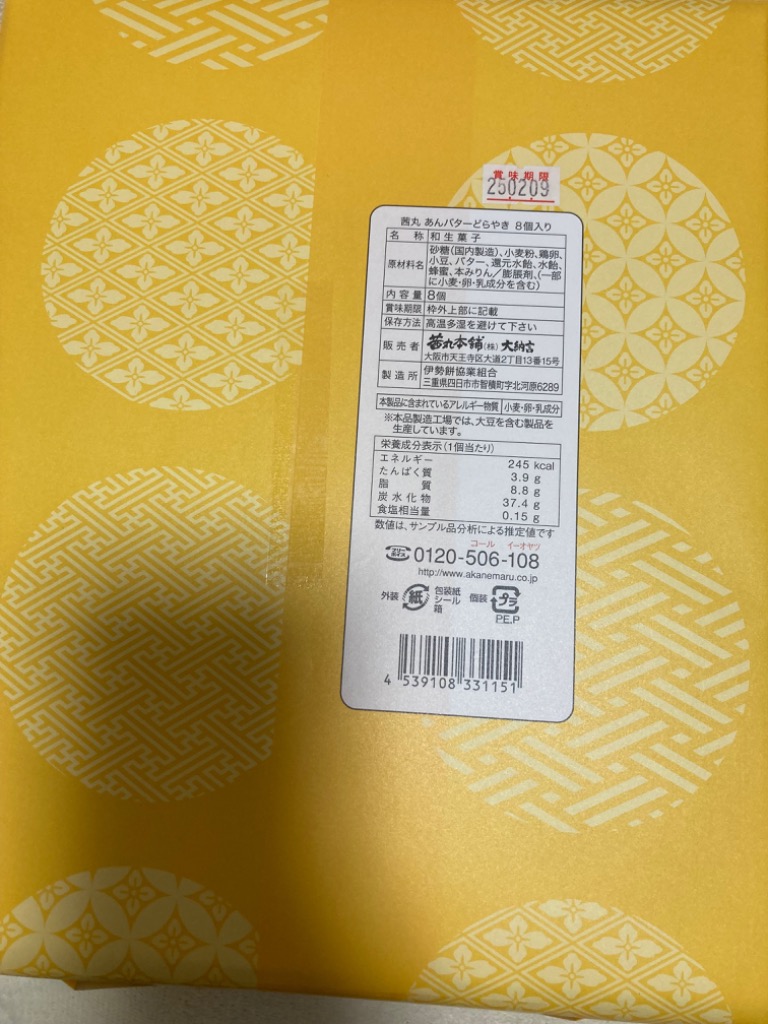 賞味期限
250209
茜丸 あんバターどらやき 8個入り
名称 和生菓子
原材料名 砂糖(国内製造)、小麦粉、鶏卵、
小豆、バター、還元水飴、水飴、
蜂蜜、本みりん/膨脹剤、(一部
に小麦・卵・乳成分を含む)
内容量 8個
賞味期限 枠外上部に記載
保存方法 高温多湿を避けて下さい
販売者 茜丸本舗(株)大納言
大阪市天王寺区大道2丁目13番15号
製造所 伊勢餅協業組合
三重県四日市市智積町字北河原6289
本製品に含まれているアレルギー物質 小麦・卵・乳成分
※本品製造工場では、大豆を含む製品を
生産しています。
栄養成分表示(1個当たり)
エネルギー 245 kcal
たんぱく質 3.9 g
脂質 8.8 g
炭水化物 37.4 g
食塩相当量 0.15 g
数値は、サンプル品分析による推定値です
コール イーオヤツ
0120-506-108
http://www.akanemaru.co.jp
外装 紙 包装紙 シール 箱 個装 プラ
PE.P
4 539108 331151